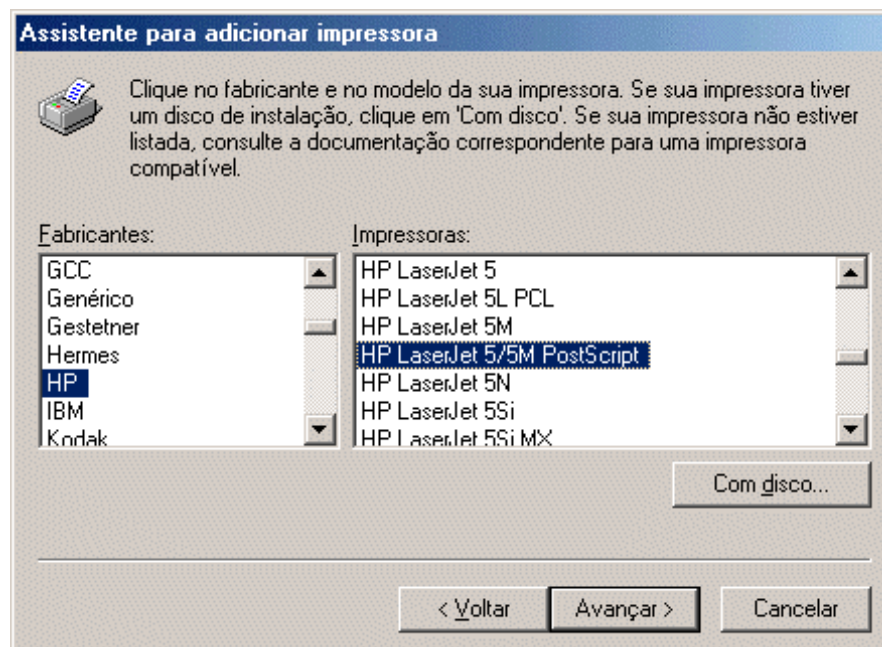 Assistente para adicionar impressora
Clique no fabricante e no modelo da sua impressora. Se sua impressora tiver
um disco de instalação, clique em 'Com disco'. Se sua impressora não estiver
listada, consulte a documentação correspondente para uma impressora
compatível.
Fabricantes:
GCC
Genérico
Gestetner
Hermes
HP
IBM
Kodak
Impressoras:
HP LaserJet 5
HP LaserJet 5L PCL
HP LaserJet 5M
HP LaserJet 5/5M PostScript
HP LaserJet 5N
HP LaserJet 5Si
HP LaserJet 5Si MX
Com disco...
< Voltar
Avançar >
Cancelar